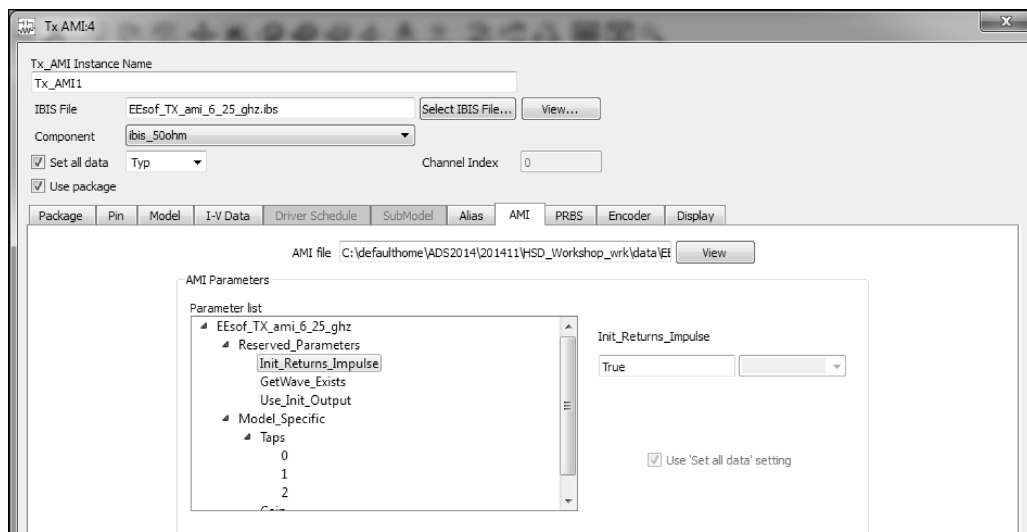 Tx AMI:4
Tx_AMI Instance Name
Tx_AMI1
IBIS File EEsof_TX_ami_6_25_ghz.ibs Select IBIS File... View...
Component ibis_50ohm
Set all data Typ Channel Index 0
Use package
Package Pin Model I-V Data Driver Schedule SubModel Alias AMI PRBS Encoder Display
AMI file C:\defaulthome\ADS2014\201411\HSD_Workshop_wrk\data\EE View
AMI Parameters
Parameter list
EEsof_TX_ami_6_25_ghz
Reserved_Parameters
Init_Returns_Impulse
GetWave_Exists
Use_Init_Output
Model_Specific
Taps
0
1
2
Init_Returns_Impulse
True
Use 'Set all data' setting